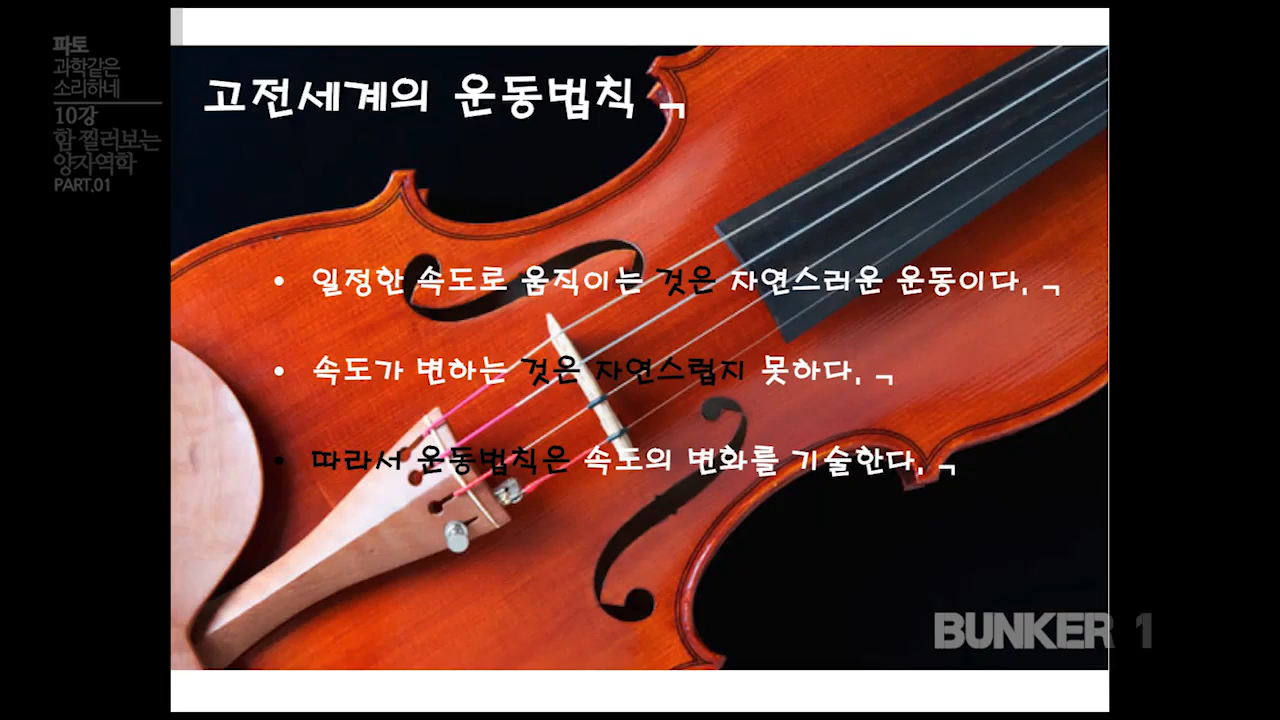 파토
과학같은
소리하네
10강
함 찔러보는
양자역학
PART.01
고전세계의 운동법칙 ¬
• 일정한 속도로 움직이는 것은 자연스러운 운동이다. ¬
• 속도가 변하는 것은 자연스럽지 못하다. ¬
• 따라서 운동법칙은 속도의 변화를 기술한다. ¬
BUNKER 1